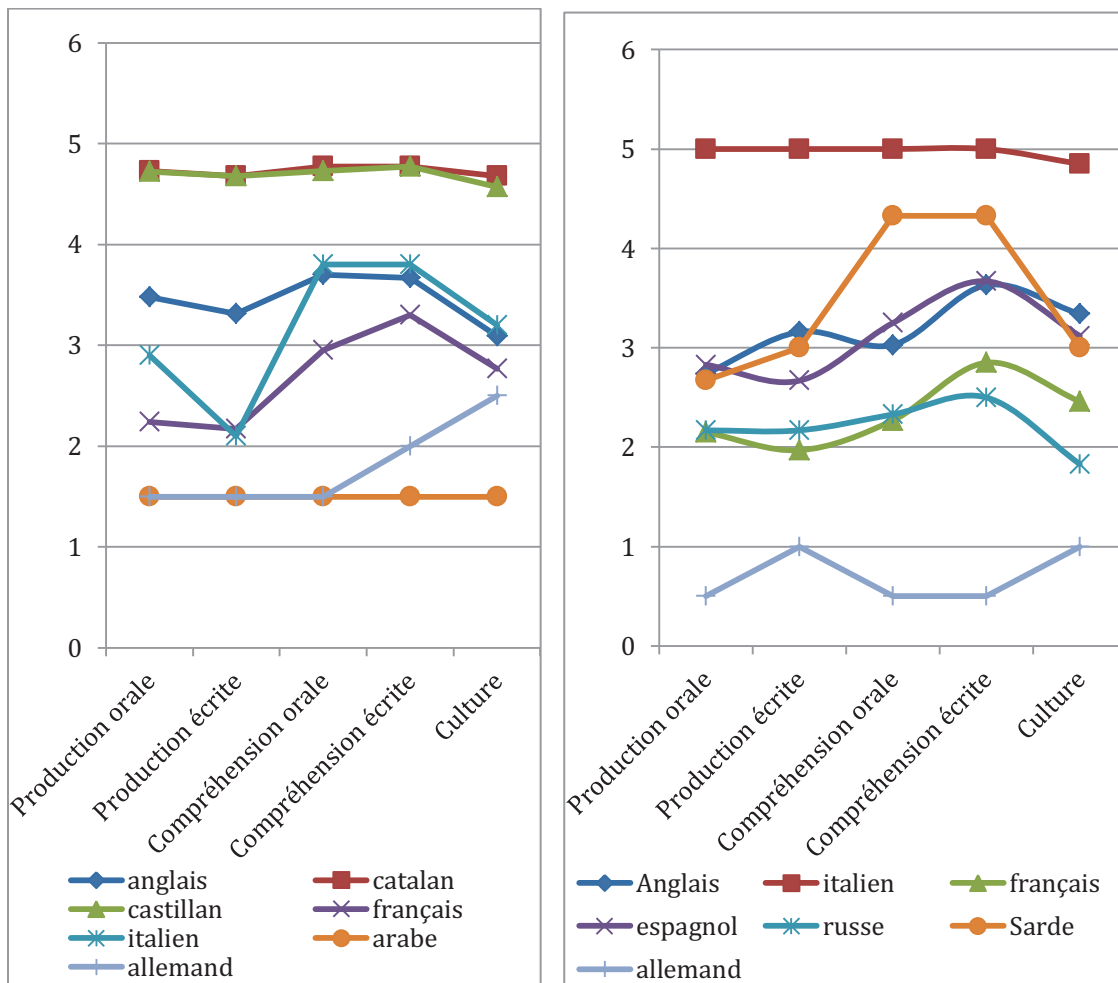 6
5
4
3
2
1
0
Production orale
Production écrite
Compréhension orale
Compréhension écrite
Culture
anglais catalan
castillan français
italien arabe
allemand
6
5
4
3
2
1
0
Production orale
Production écrite
Compréhension orale
Compréhension écrite
Culture
Anglais italien français
espagnol russe Sarde
allemand